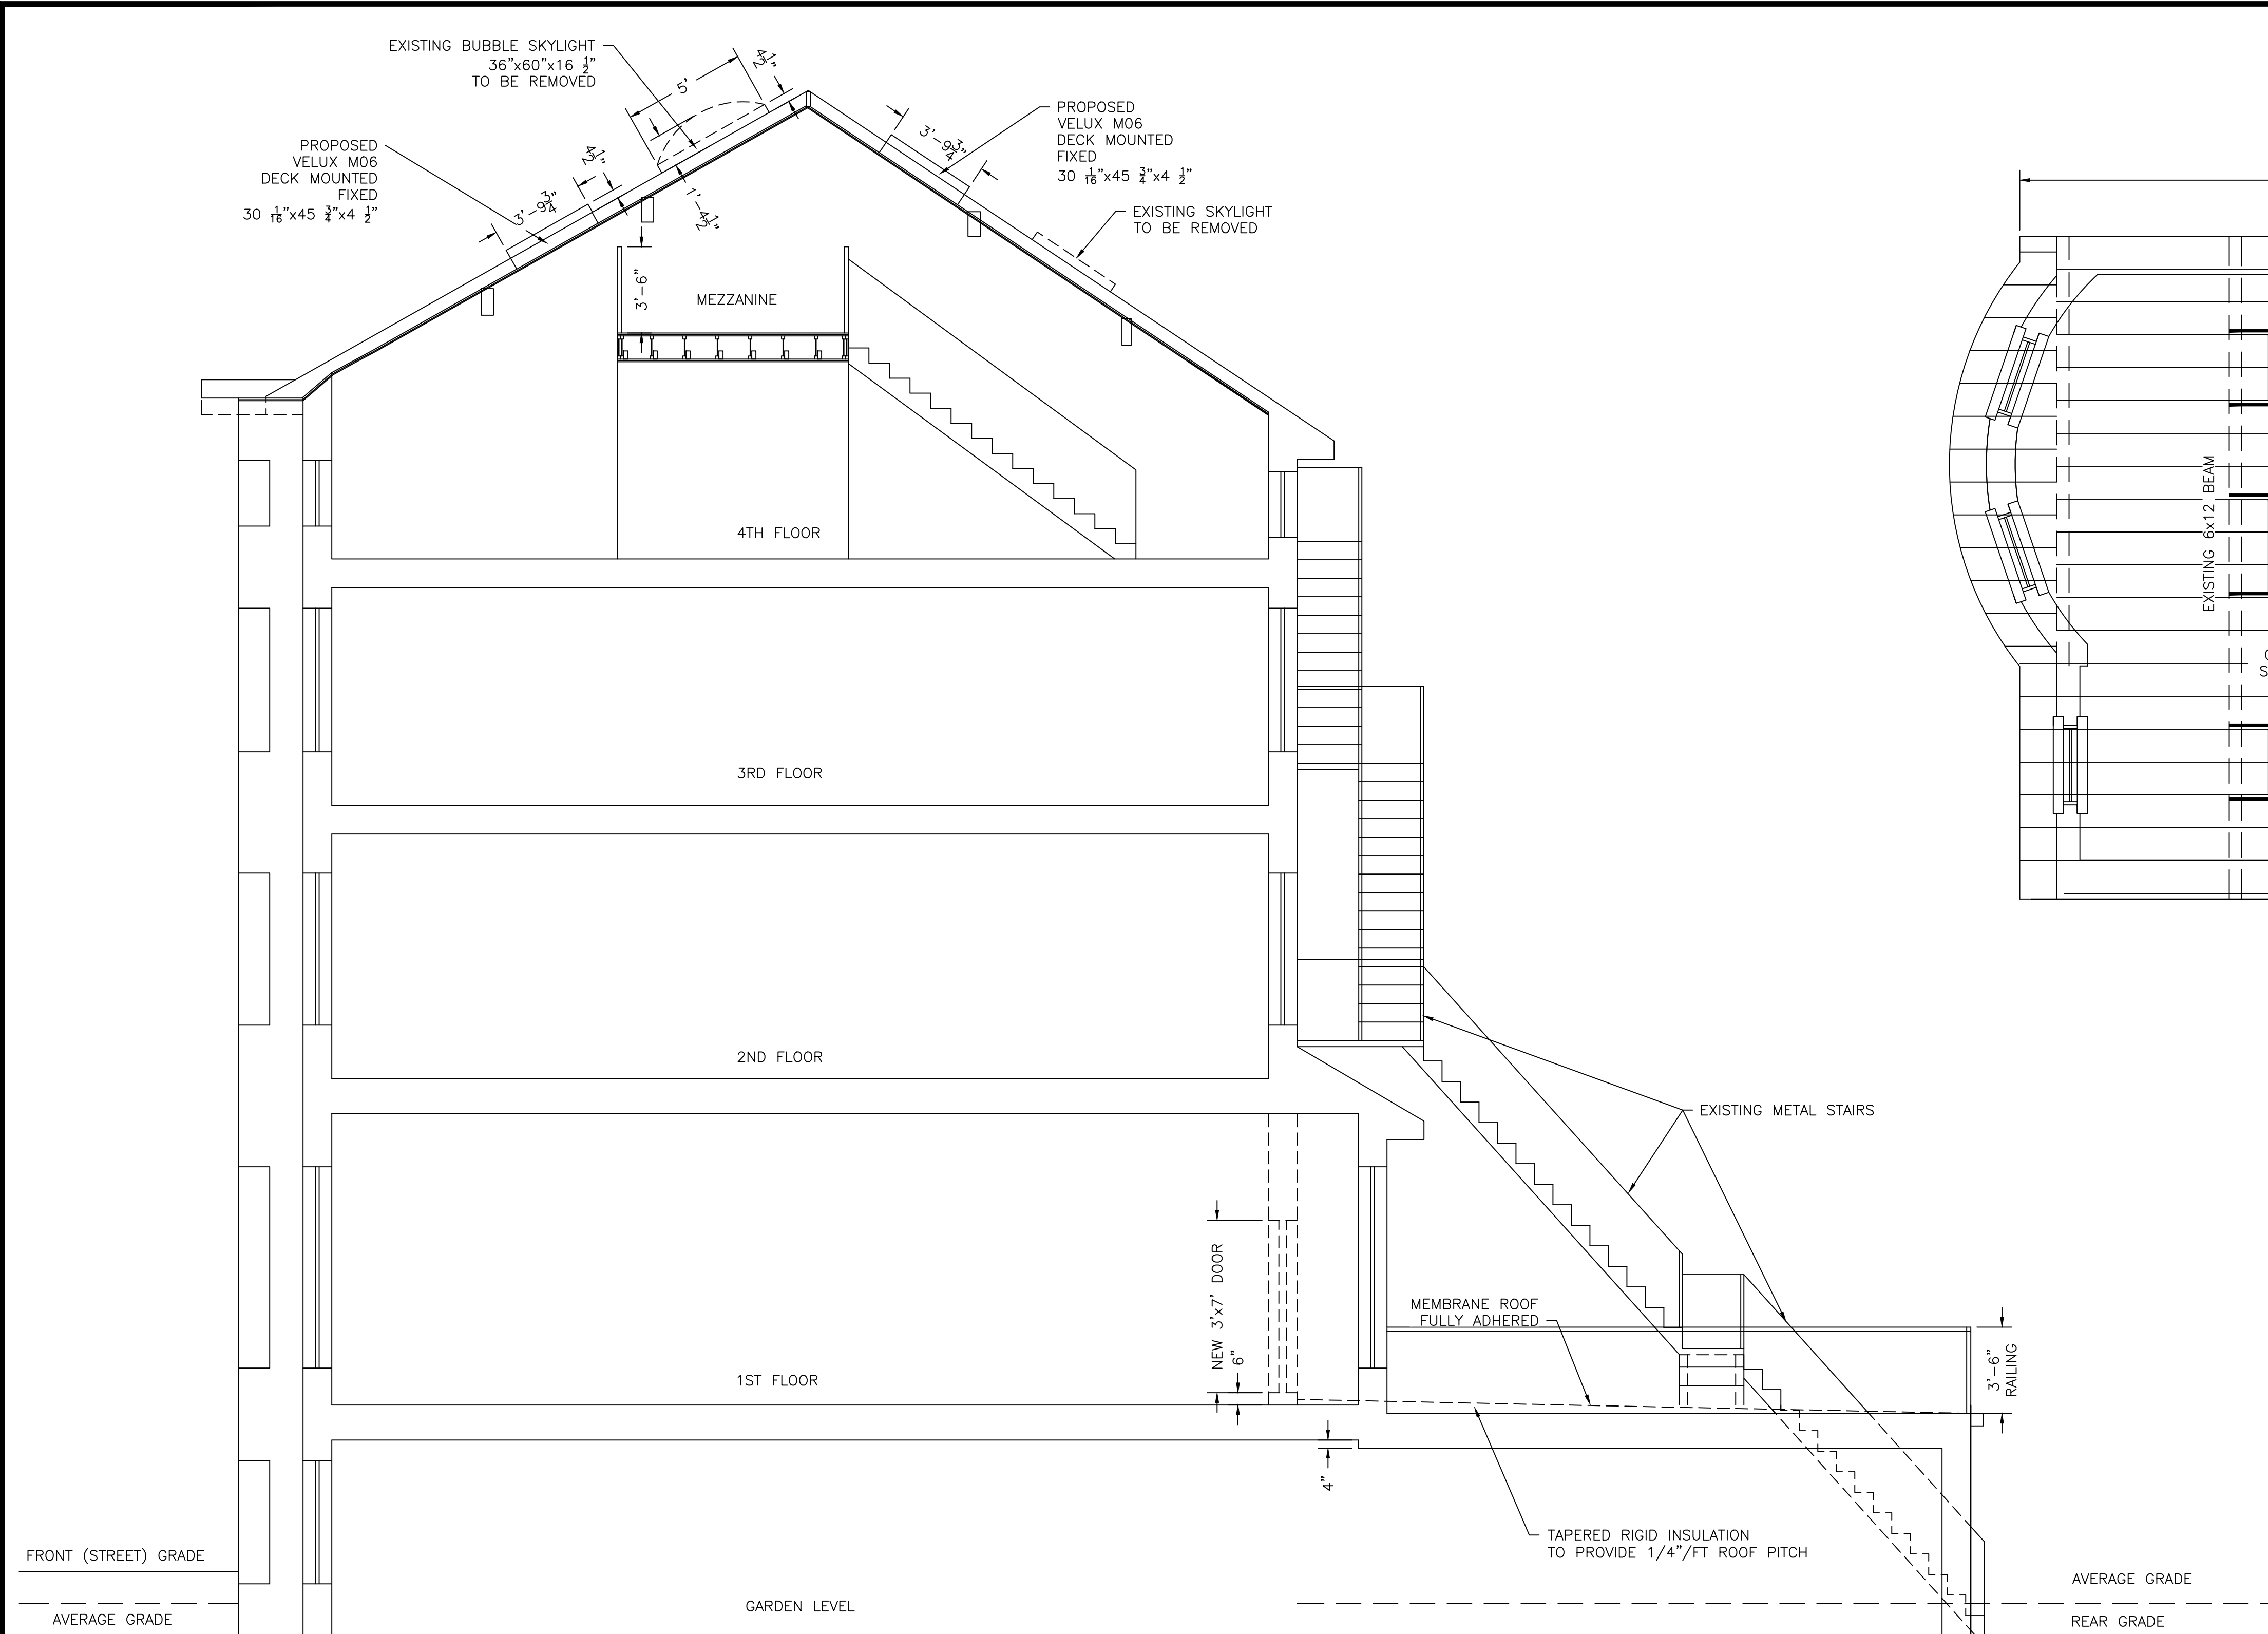 EXISTING BUBBLE SKYLIGHT
36"x60"x16 1/2"
TO BE REMOVED
5'
4 1/2"
PROPOSED
VELUX M06
DECK MOUNTED
FIXED
30 1/16"x45 3/4"x4 1/2"
3'-9 3/4"
4 1/2"
1'-4 1/2"
3'-9 3/4"
PROPOSED
VELUX M06
DECK MOUNTED
FIXED
30 1/16"x45 3/4"x4 1/2"
EXISTING SKYLIGHT
TO BE REMOVED
3'-6"
MEZZANINE
4TH FLOOR
3RD FLOOR
2ND FLOOR
1ST FLOOR
GARDEN LEVEL
NEW 3'x7' DOOR
6"
4"
MEMBRANE ROOF
FULLY ADHERED
EXISTING METAL STAIRS
3'-6"
RAILING
TAPERED RIGID INSULATION
TO PROVIDE 1/4"/FT ROOF PITCH
FRONT (STREET) GRADE
AVERAGE GRADE
AVERAGE GRADE
REAR GRADE
EXISTING 6x12 BEAM